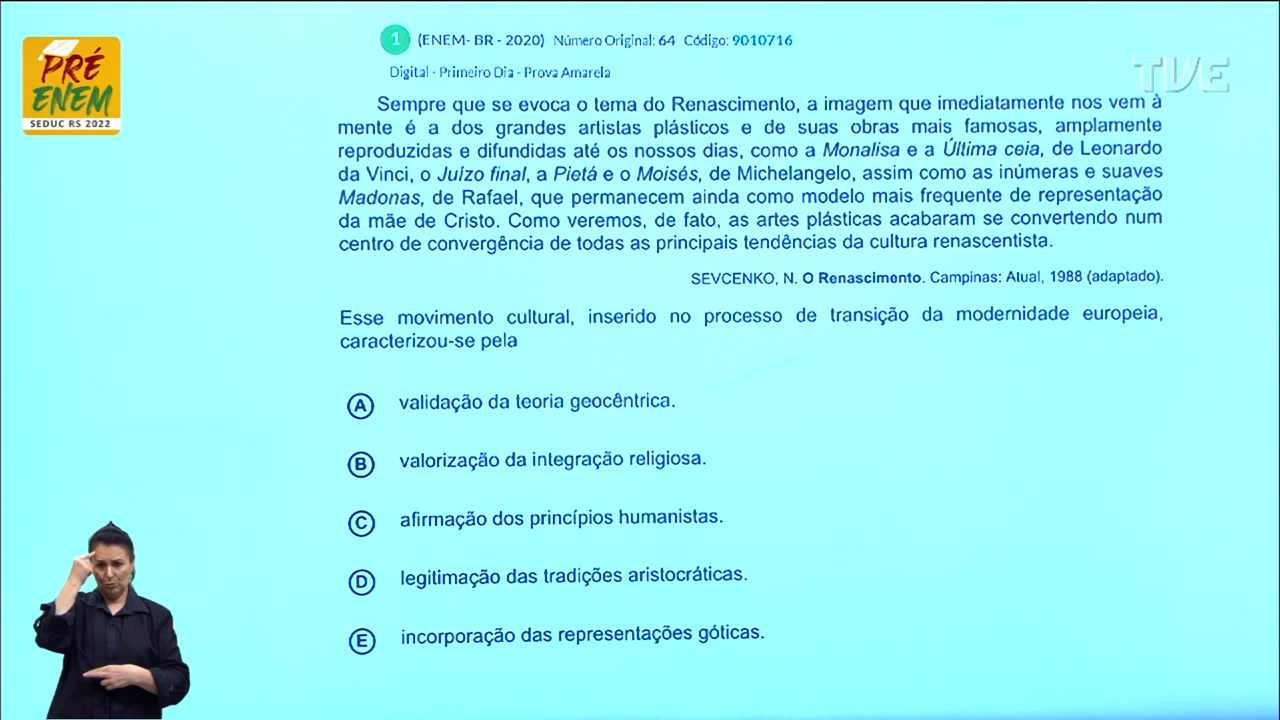 PRÉ
ENEM
SEDUC RS 2022
TVE
1 (ENEM- BR - 2020) Número Original: 64 Código: 9010716
Digital - Primeiro Dia - Prova Amarela
Sempre que se evoca o tema do Renascimento, a imagem que imediatamente nos vem à
mente é a dos grandes artistas plásticos e de suas obras mais famosas, amplamente
reproduzidas e difundidas até os nossos dias, como a Monalisa e a Última ceia, de Leonardo
da Vinci, o Juízo final, a Pietá e o Moisés, de Michelangelo, assim como as inúmeras e suaves
Madonas, de Rafael, que permanecem ainda como modelo mais frequente de representação
da mãe de Cristo. Como veremos, de fato, as artes plásticas acabaram se convertendo num
centro de convergência de todas as principais tendências da cultura renascentista.
SEVCENKO, N. O Renascimento. Campinas: Atual, 1988 (adaptado).
Esse movimento cultural, inserido no processo de transição da modernidade europeia,
caracterizou-se pela
A validação da teoria geocêntrica.
B valorização da integração religiosa.
C afirmação dos princípios humanistas.
D legitimação das tradições aristocráticas.
E incorporação das representações góticas.